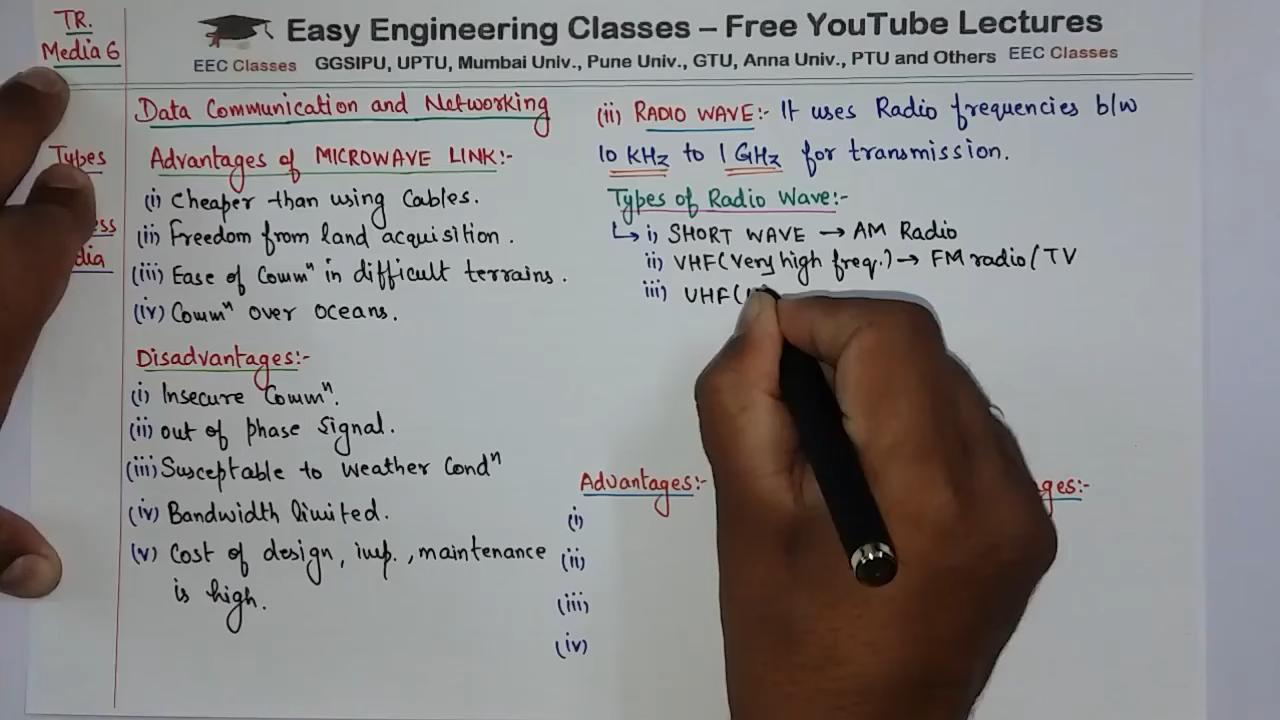 TR.
Media 6
Easy Engineering Classes – Free YouTube Lectures
EEC Classes GGSIPU, UPTU, Mumbai Univ., Pune Univ., GTU, Anna Univ., PTU and Others EEC Classes
Types
Data Communication and Networking
Advantages of MICROWAVE LINK:-
(i) Cheaper than using Cables.
(ii) Freedom from land acquisition.
(iii) Ease of Commⁿ in difficult terrains.
(iv) Commⁿ over oceans.
Disadvantages:-
(i) Insecure Commⁿ.
(ii) out of phase signal.
(iii) Susceptable to weather Condⁿ
(iv) Bandwidth limited.
(v) Cost of design, imp., maintenance
is high.
(ii) RADIO WAVE:- It uses Radio frequencies b/w
10 KHz to 1 GHz for transmission.
Types of Radio Wave:-
↳ i) SHORT WAVE → AM Radio
ii) VHF(Very high freq.) → FM radio/TV
iii) UHF(
Advantages:-
(i)
(ii)
(iii)
(iv)